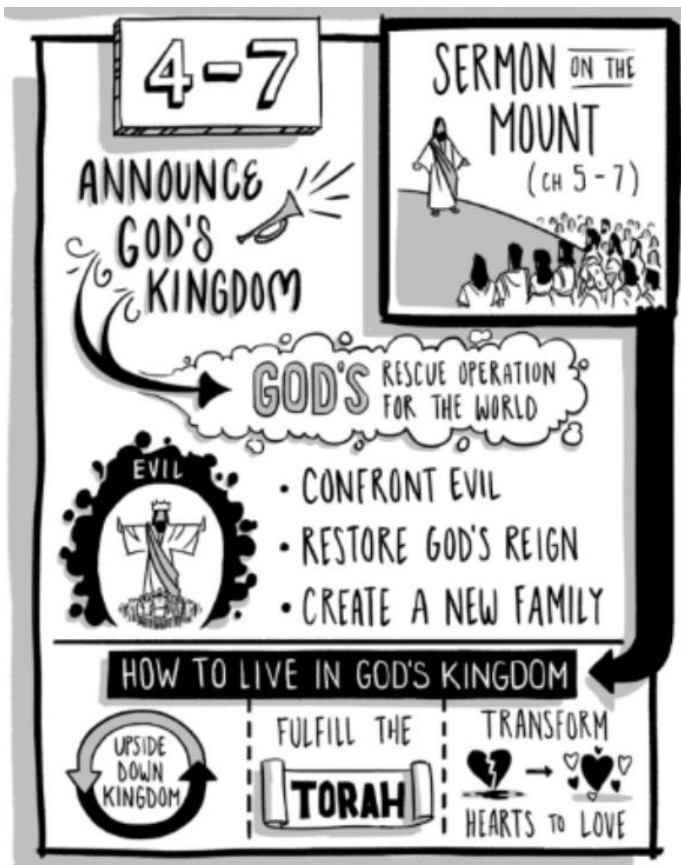 4-7
ANNOUNCE
GOD'S
KINGDOM
SERMON ON THE
MOUNT
(CH 5-7)
GOD'S RESCUE OPERATION
FOR THE WORLD
EVIL
• CONFRONT EVIL
• RESTORE GOD'S REIGN
• CREATE A NEW FAMILY
HOW TO LIVE IN GOD'S KINGDOM
UPSIDE
DOWN
KINGDOM
FULFILL THE
TORAH
TRANSFORM
HEARTS TO LOVE